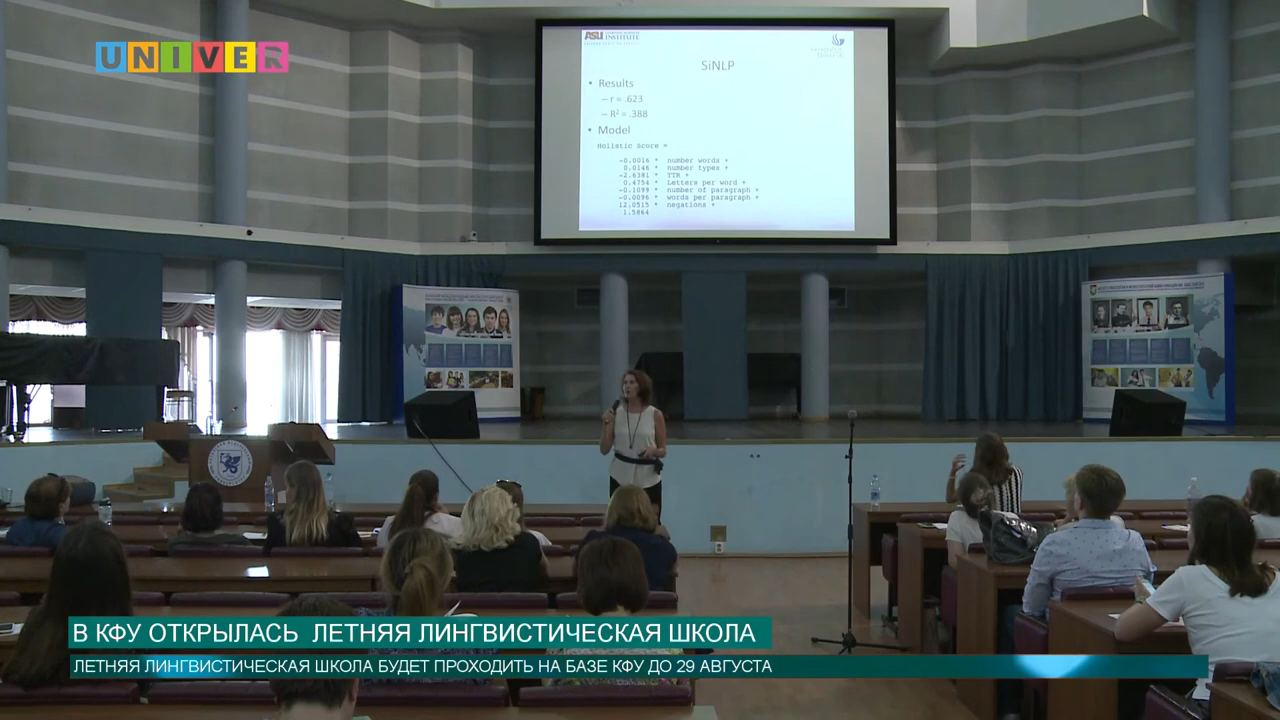 UNIVER
ASU
INSTITUTE
SiNLP
• Results
– r = .623
– R² = .388
• Model
Holistic Score =
-0.0016 * number words +
0.0146 * number types +
-2.6381 * TTR +
0.4754 * Letters per word +
-0.1099 * number of paragraph +
-0.0096 * words per paragraph +
12.0515 * negations +
1.5864
В КФУ ОТКРЫЛАСЬ ЛЕТНЯЯ ЛИНГВИСТИЧЕСКАЯ ШКОЛА
ЛЕТНЯЯ ЛИНГВИСТИЧЕСКАЯ ШКОЛА БУДЕТ ПРОХОДИТЬ НА БАЗЕ КФУ ДО 29 АВГУСТА